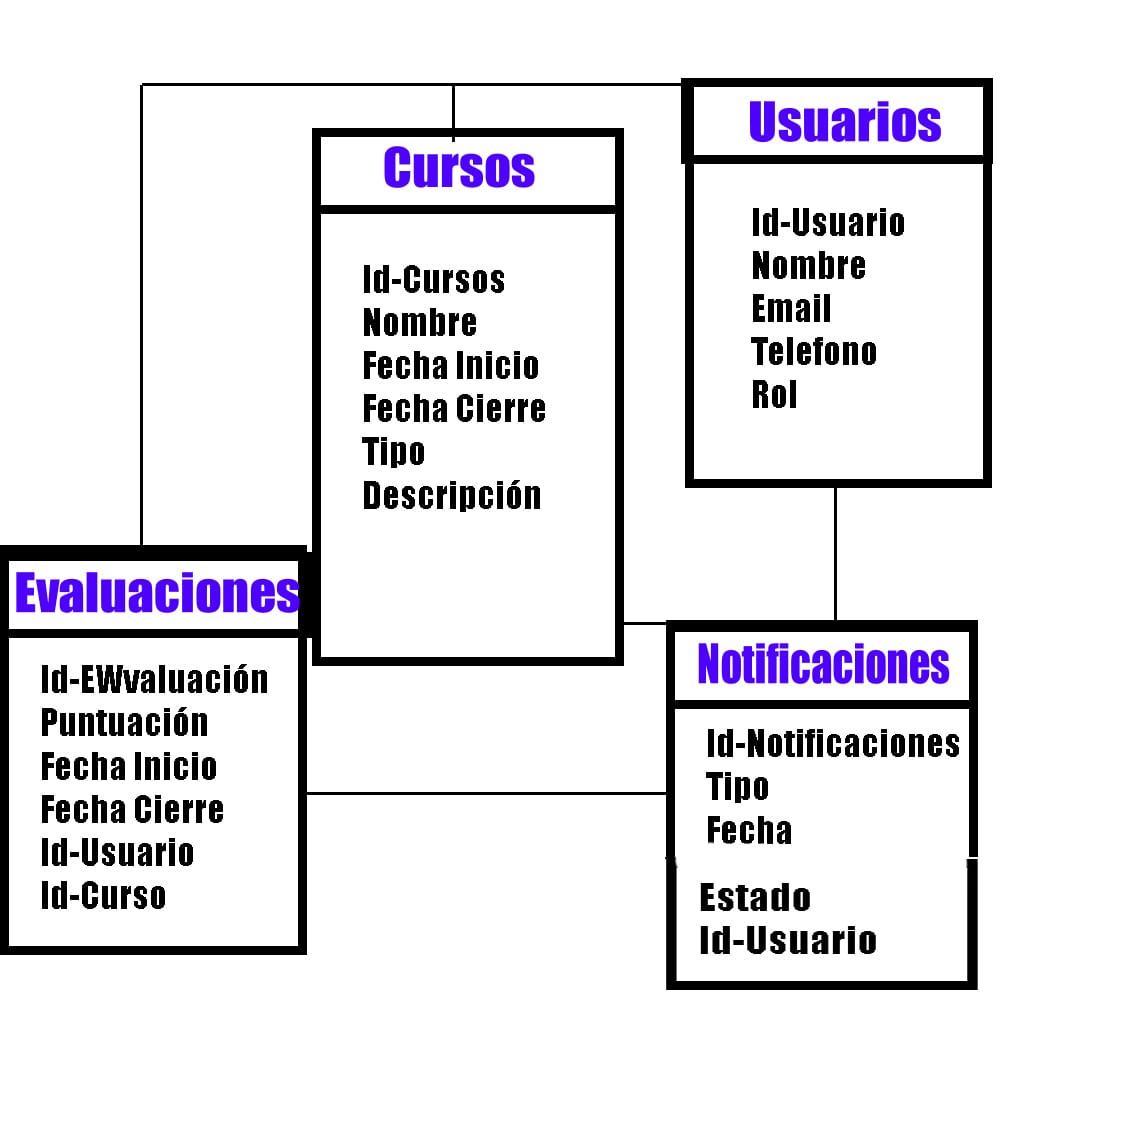 Usuarios
Id-Usuario
Nombre
Email
Telefono
Rol
Cursos
Id-Cursos
Nombre
Fecha Inicio
Fecha Cierre
Tipo
Descripción
Evaluaciones
Id-EWvaluación
Puntuación
Fecha Inicio
Fecha Cierre
Id-Usuario
Id-Curso
Notificaciones
Id-Notificaciones
Tipo
Fecha
Estado
Id-Usuario